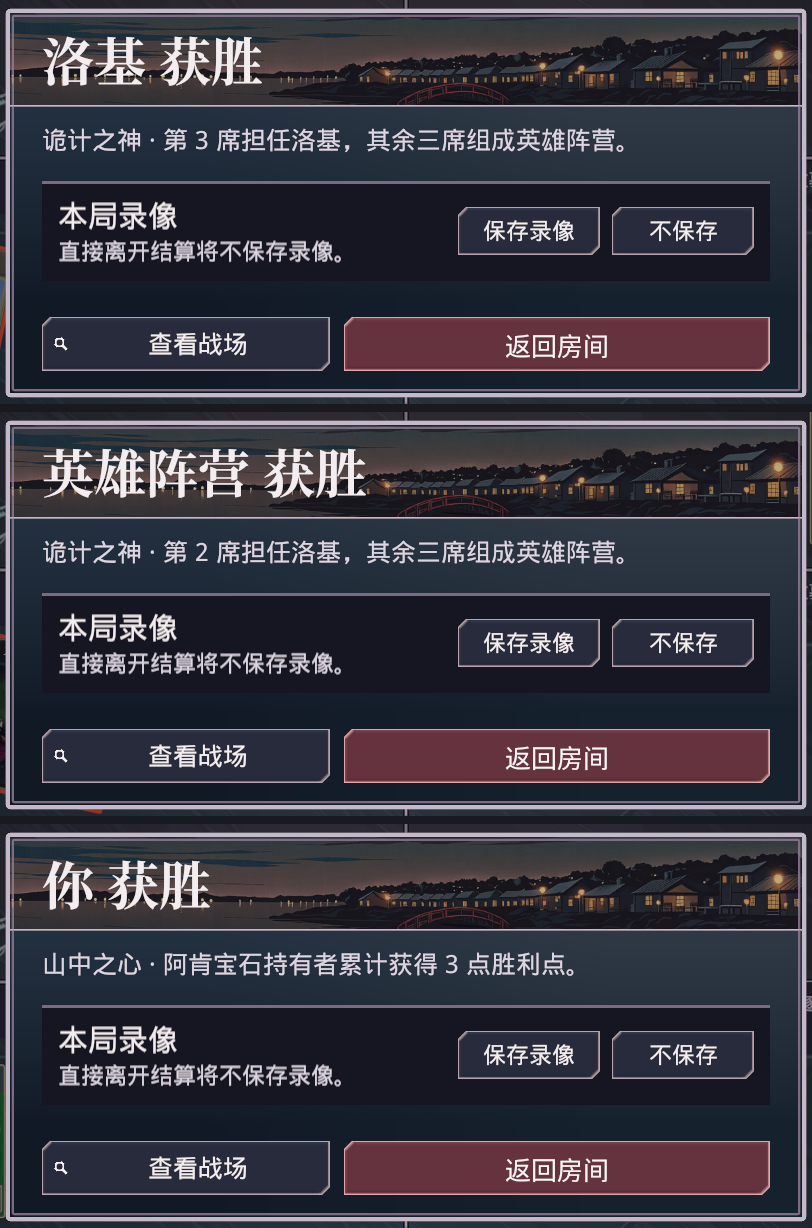 洛基 获胜
诡计之神 · 第 3 席担任洛基，其余三席组成英雄阵营。
本局录像
直接离开结算将不保存录像。
保存录像
不保存
查看战场
返回房间
英雄阵营 获胜
诡计之神 · 第 2 席担任洛基，其余三席组成英雄阵营。
本局录像
直接离开结算将不保存录像。
保存录像
不保存
查看战场
返回房间
你 获胜
山中之心 · 阿肯宝石持有者累计获得 3 点胜利点。
本局录像
直接离开结算将不保存录像。
保存录像
不保存
查看战场
返回房间